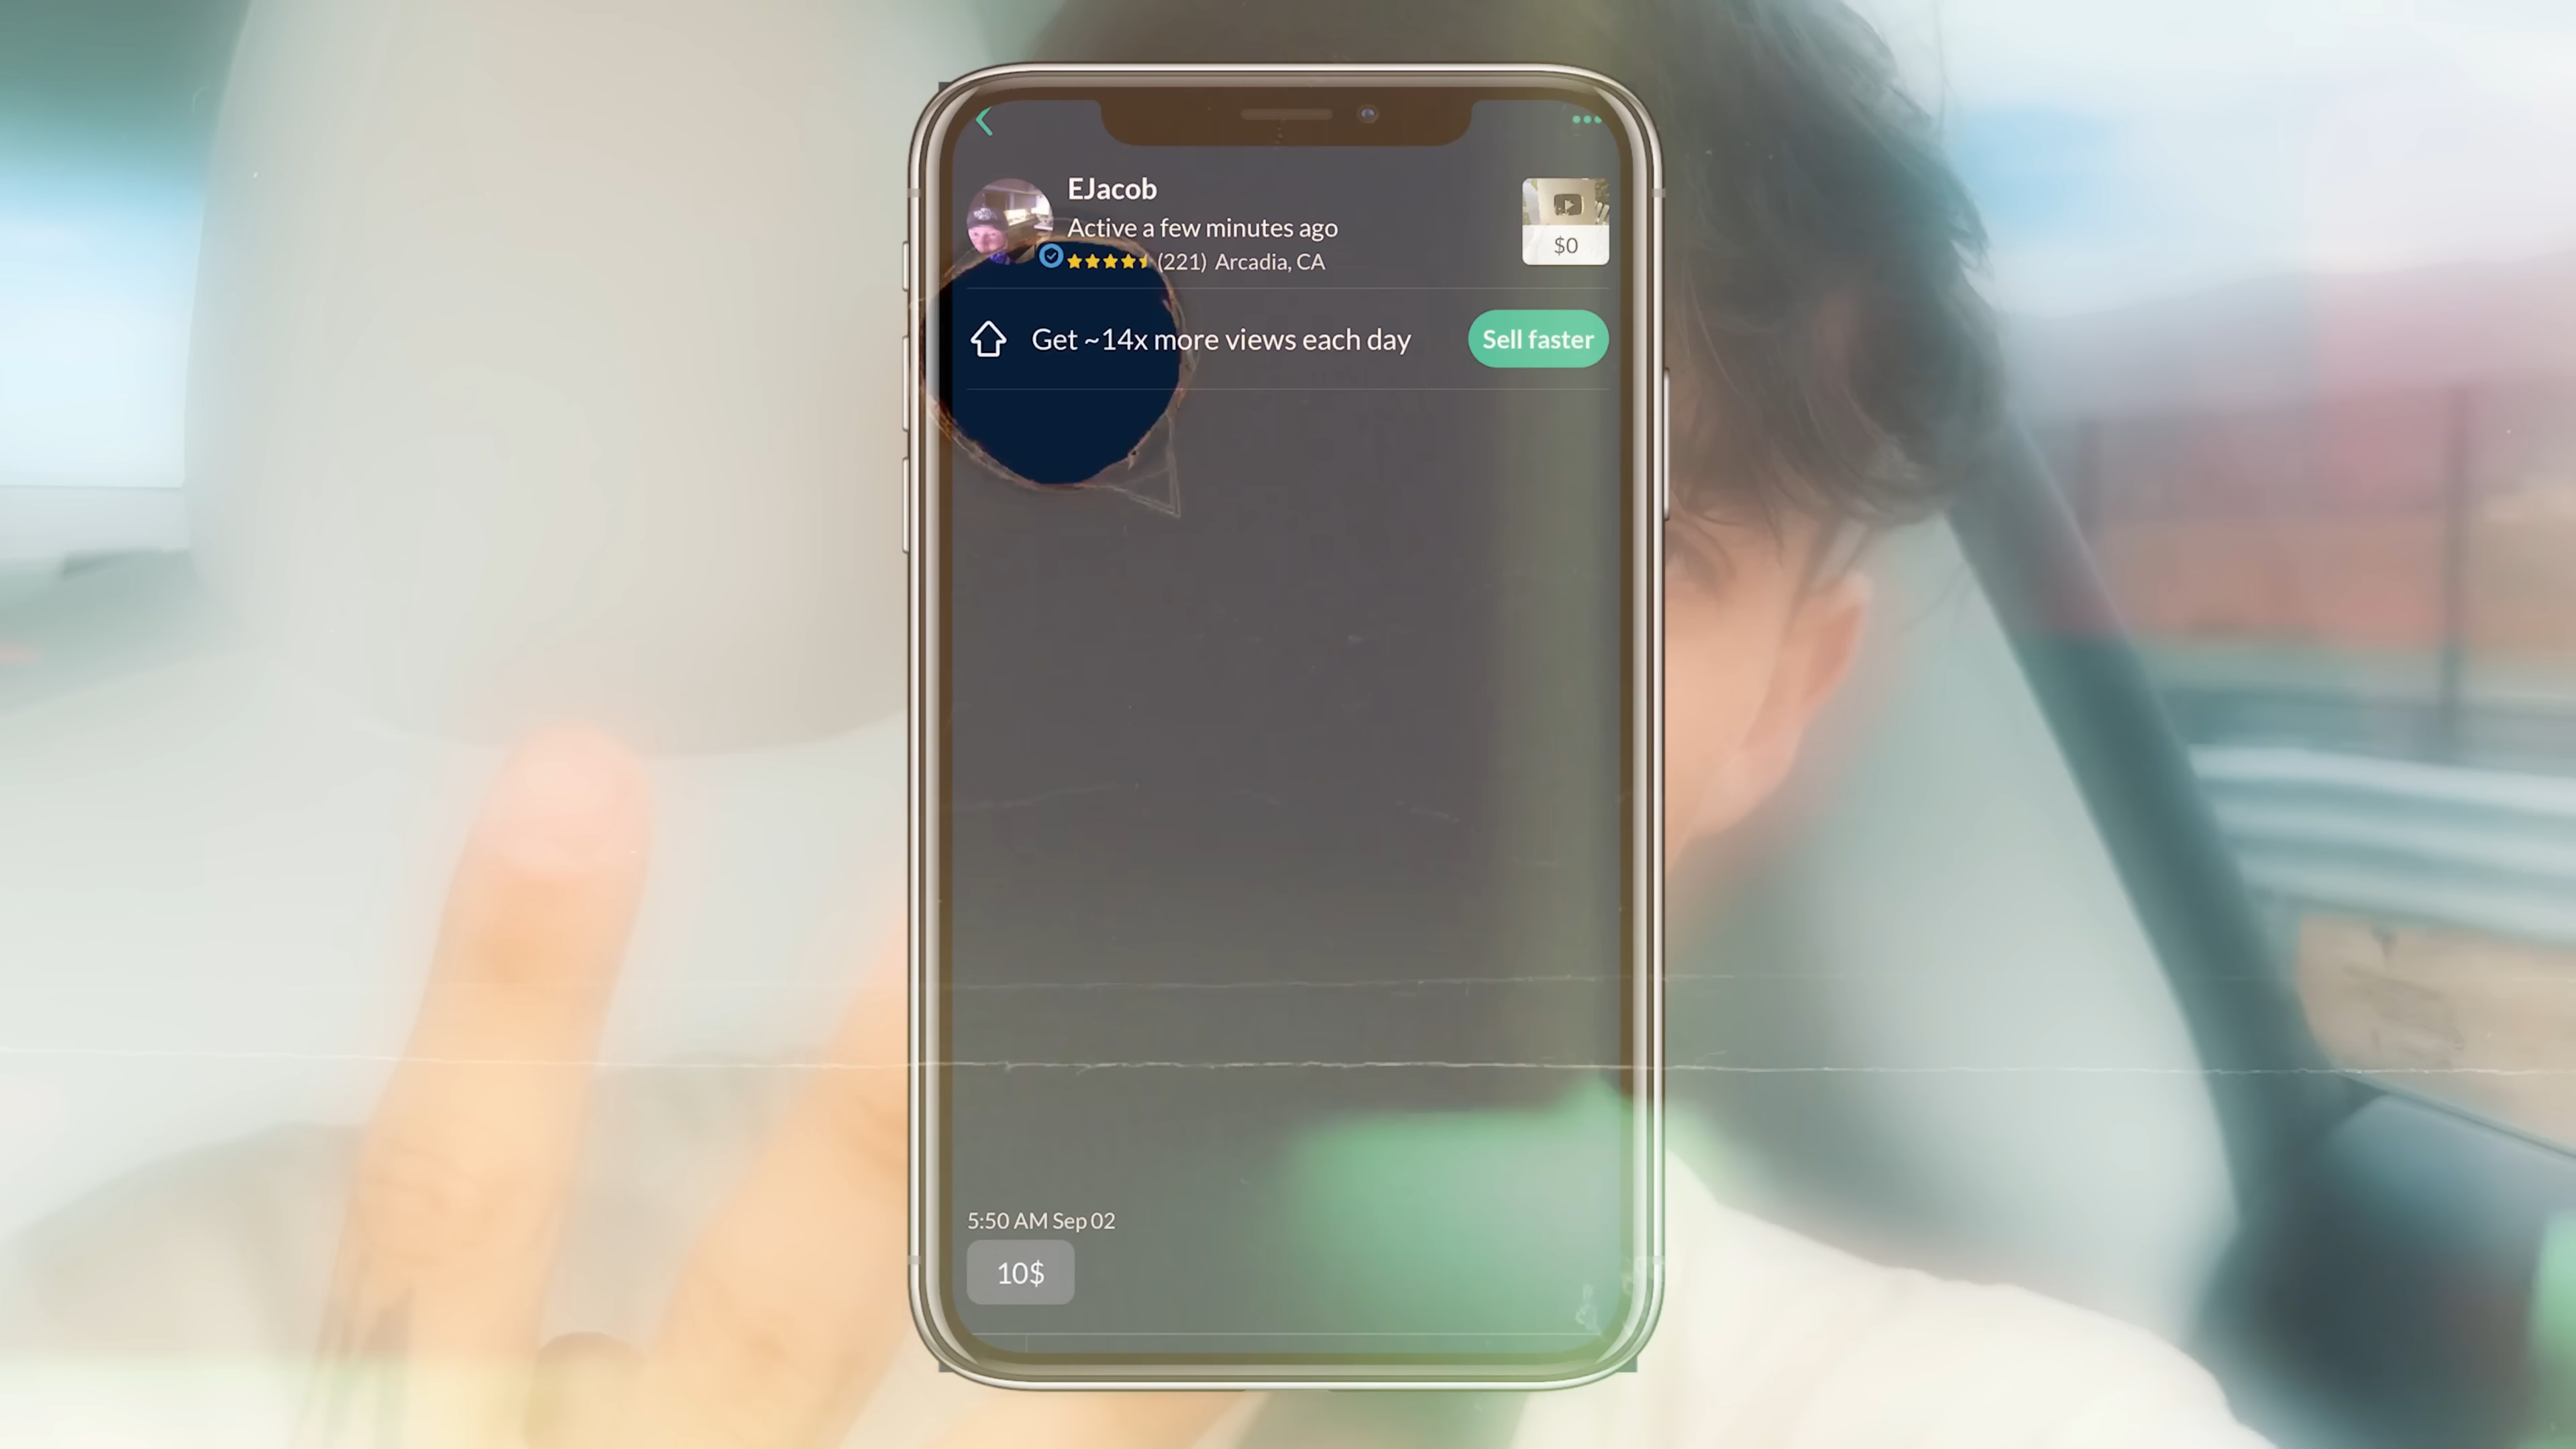 EJacob
Active a few minutes ago
(221) Arcadia, CA
$0
Get ~14x more views each day
Sell faster
5:50 AM Sep 02
10$